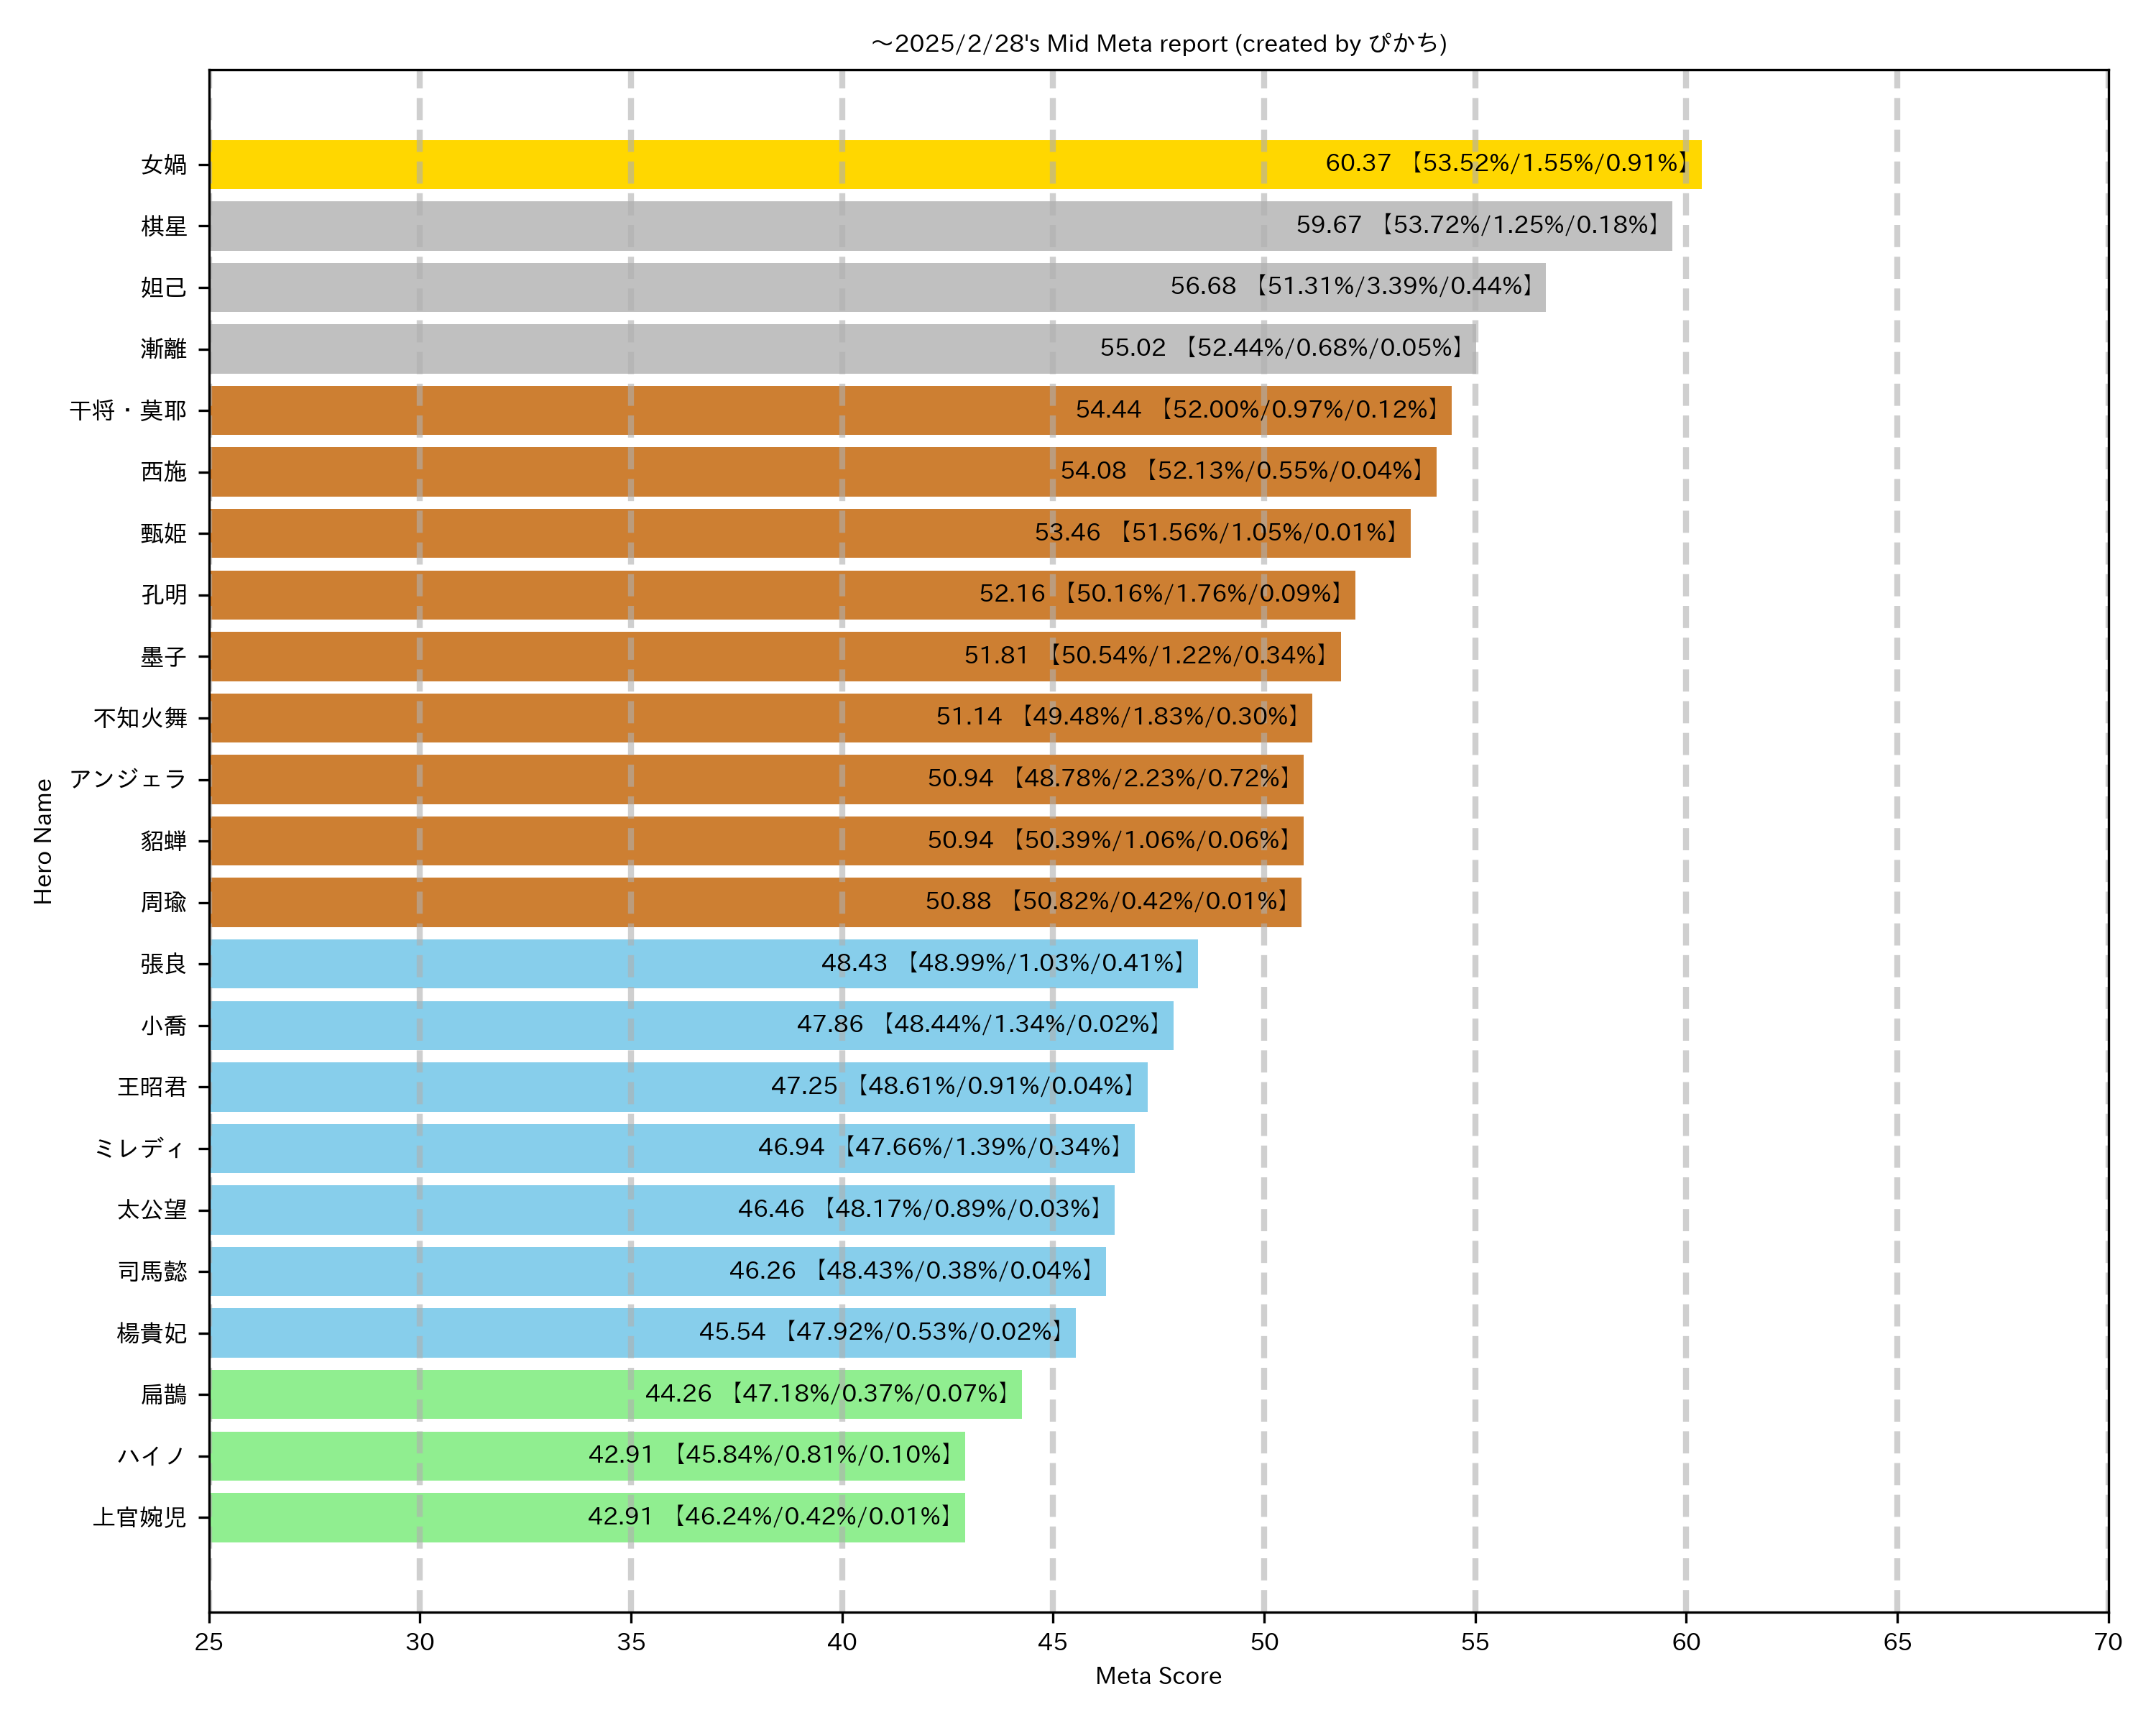 ～2025/2/28's Mid Meta report (created by ぴかち)
Hero Name
女媧 60.37 【53.52%/1.55%/0.91%】
棋星 59.67 【53.72%/1.25%/0.18%】
妲己 56.68 【51.31%/3.39%/0.44%】
漸離 55.02 【52.44%/0.68%/0.05%】
干将・莫耶 54.44 【52.00%/0.97%/0.12%】
西施 54.08 【52.13%/0.55%/0.04%】
甄姫 53.46 【51.56%/1.05%/0.01%】
孔明 52.16 【50.16%/1.76%/0.09%】
墨子 51.81 【50.54%/1.22%/0.34%】
不知火舞 51.14 【49.48%/1.83%/0.30%】
アンジェラ 50.94 【48.78%/2.23%/0.72%】
貂蝉 50.94 【50.39%/1.06%/0.06%】
周瑜 50.88 【50.82%/0.42%/0.01%】
張良 48.43 【48.99%/1.03%/0.41%】
小喬 47.86 【48.44%/1.34%/0.02%】
王昭君 47.25 【48.61%/0.91%/0.04%】
ミレディ 46.94 【47.66%/1.39%/0.34%】
太公望 46.46 【48.17%/0.89%/0.03%】
司馬懿 46.26 【48.43%/0.38%/0.04%】
楊貴妃 45.54 【47.92%/0.53%/0.02%】
扁鵲 44.26 【47.18%/0.37%/0.07%】
ハイノ 42.91 【45.84%/0.81%/0.10%】
上官婉児 42.91 【46.24%/0.42%/0.01%】
25 30 35 40 45 50 55 60 65 70
Meta Score